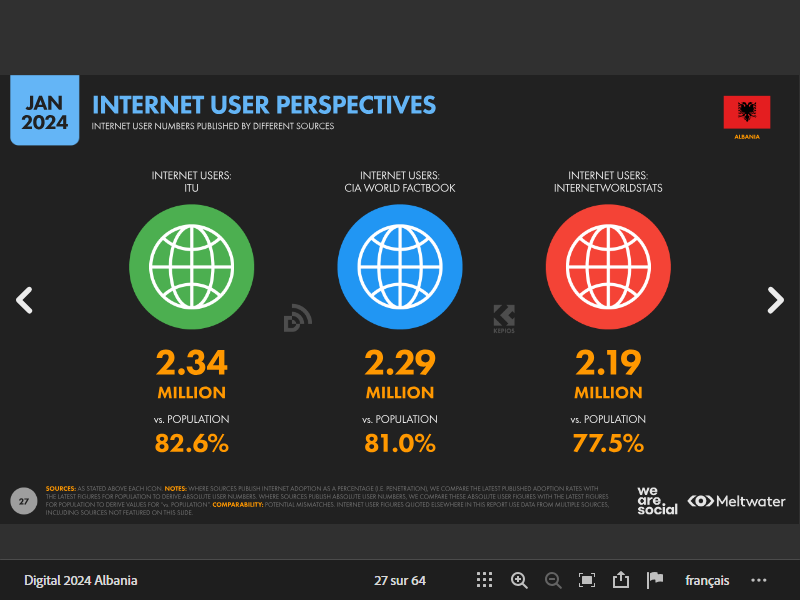 JAN
2024
INTERNET USER PERSPECTIVES
INTERNET USER NUMBERS PUBLISHED BY DIFFERENT SOURCES
ALBANIA
INTERNET USERS:
ITU
INTERNET USERS:
CIA WORLD FACTBOOK
INTERNET USERS:
INTERNETWORLDSTATS
KEPIOS
2.34
MILLION
vs. POPULATION
82.6%
2.29
MILLION
vs. POPULATION
81.0%
2.19
MILLION
vs. POPULATION
77.5%
27
SOURCES: AS STATED ABOVE EACH ICON. NOTES: WHERE SOURCES PUBLISH INTERNET ADOPTION AS A PERCENTAGE (I.E. PENETRATION), WE COMPARE THE LATEST PUBLISHED ADOPTION RATES WITH
THE LATEST FIGURES FOR POPULATION TO DERIVE ABSOLUTE USER NUMBERS. WHERE SOURCES PUBLISH ABSOLUTE USER NUMBERS, WE COMPARE THESE ABSOLUTE USER FIGURES WITH THE LATEST FIGURES
FOR POPULATION TO DERIVE VALUES FOR "vs. POPULATION." COMPARABILITY: POTENTIAL MISMATCHES. INTERNET USER FIGURES QUOTED ELSEWHERE IN THIS REPORT USE DATA FROM MULTIPLE SOURCES,
INCLUDING SOURCES NOT FEATURED ON THIS SLIDE.
we
are.
social
Meltwater
Digital 2024 Albania
27 sur 64
français